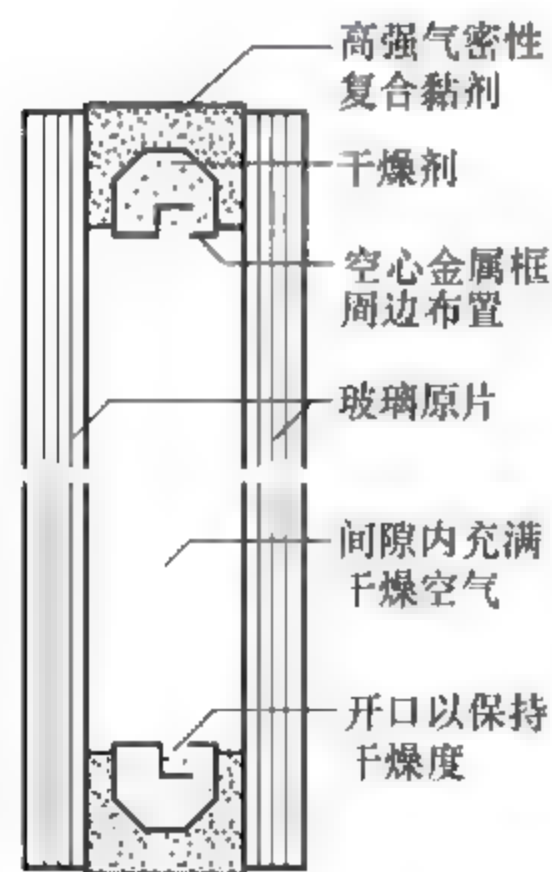 高强气密性
复合黏剂
干燥剂
空心金属框
周边布置
玻璃原片
间隙内充满
干燥空气
开口以保持
干燥度